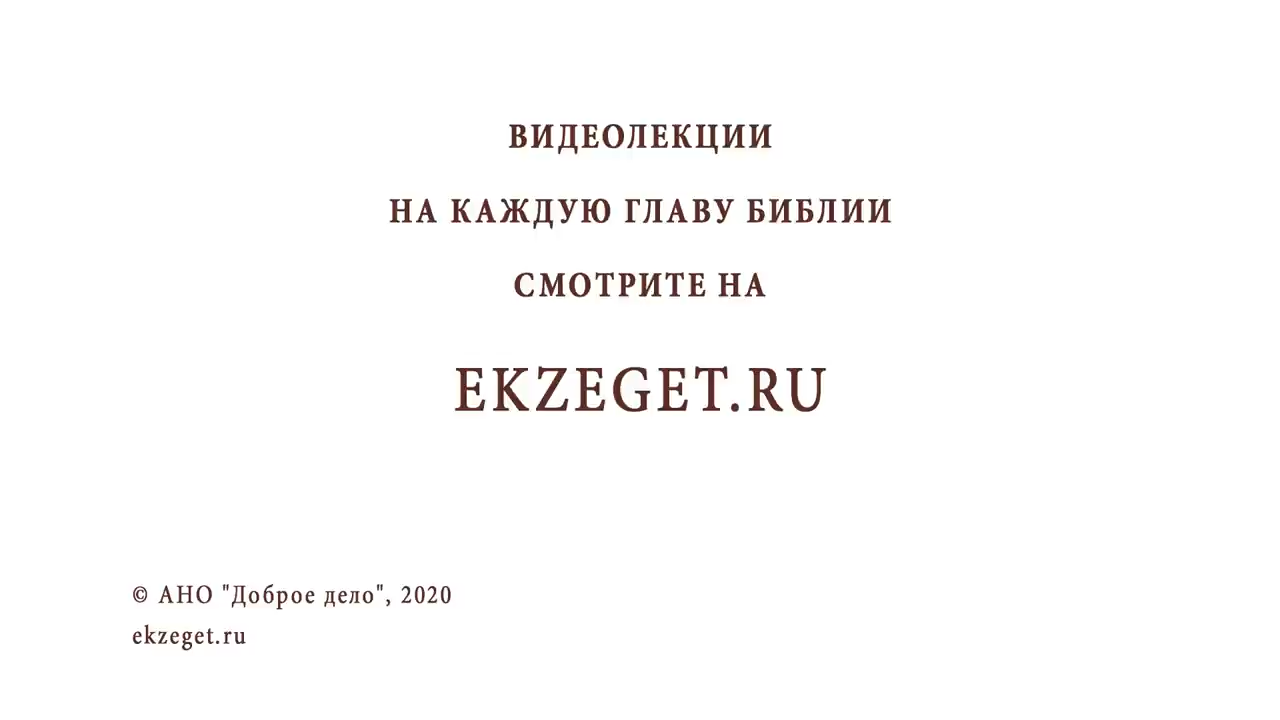 ВИДЕОЛЕКЦИИ
НА КАЖДУЮ ГЛАВУ БИБЛИИ
СМОТРИТЕ НА
EKZEGET.RU
© АНО "Доброе дело", 2020
ekzeget.ru